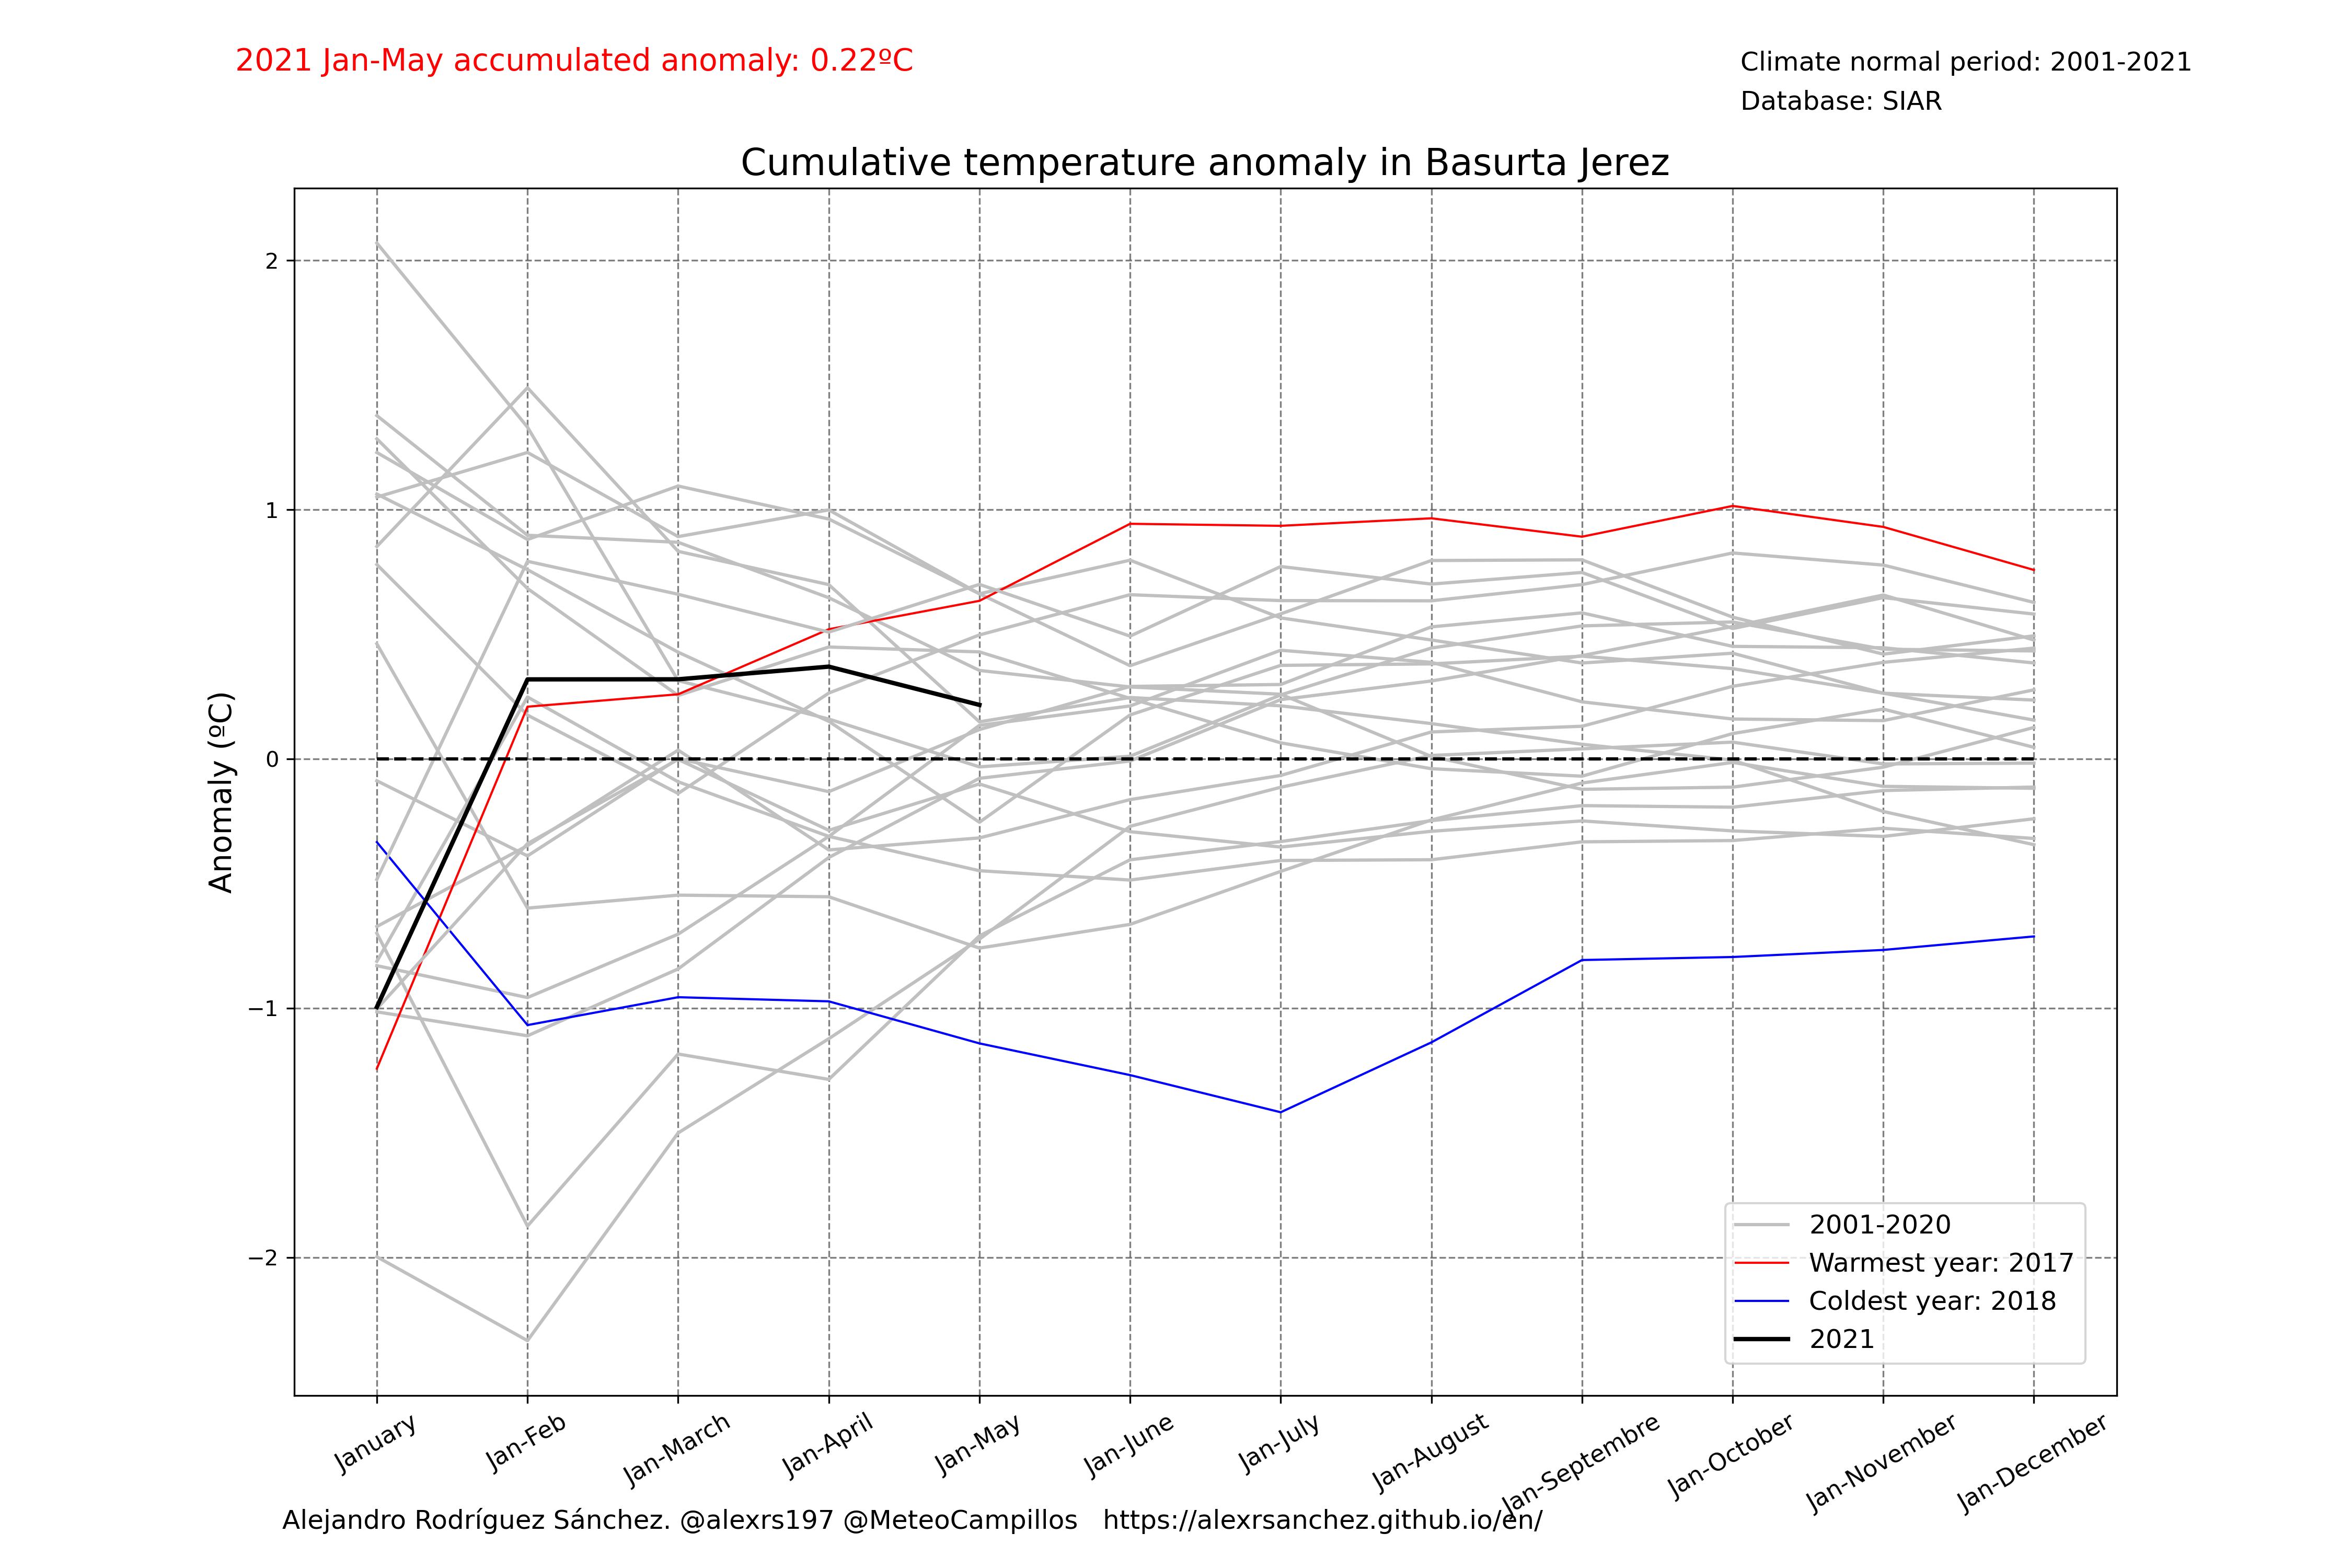 2021 Jan-May accumulated anomaly: 0.22ºC
Climate normal period: 2001-2021
Database: SIAR
Cumulative temperature anomaly in Basurta Jerez
Anomaly (ºC)
2
1
0
−1
−2
2001-2020
Warmest year: 2017
Coldest year: 2018
2021
January
Jan-Feb
Jan-March
Jan-April
Jan-May
Jan-June
Jan-July
Jan-August
Jan-Septembre
Jan-October
Jan-November
Jan-December
Alejandro Rodríguez Sánchez. @alexrs197 @MeteoCampillos   https://alexrsanchez.github.io/en/